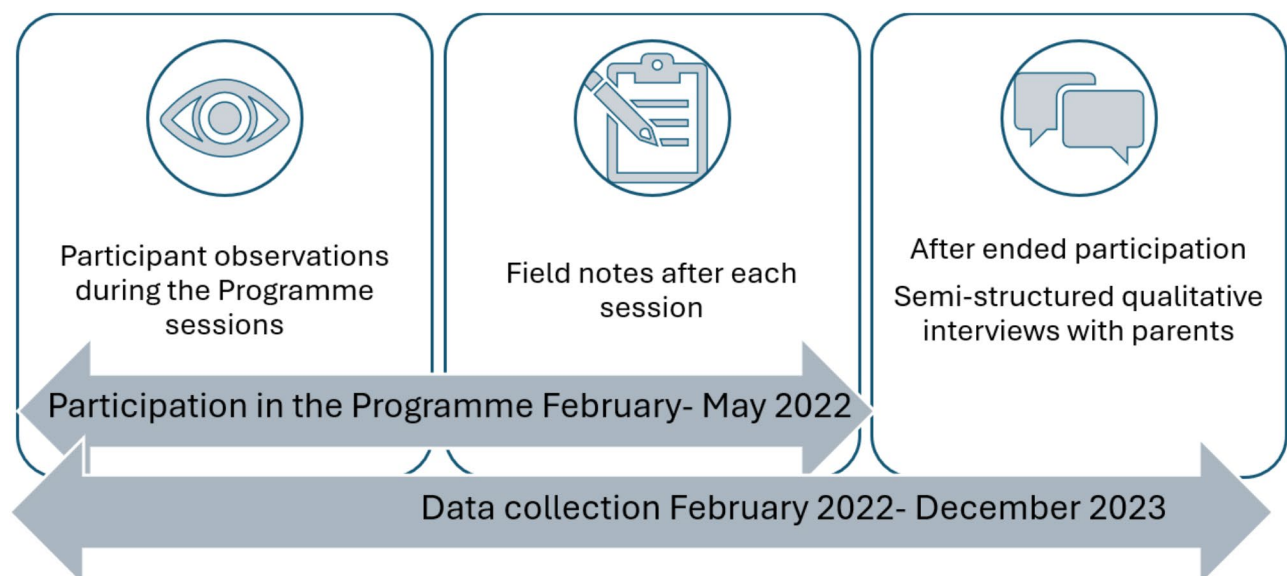 Participant observations
during the Programme
sessions
Field notes after each
session
After ended participation
Semi-structured qualitative
interviews with parents
Participation in the Programme February- May 2022
Data collection February 2022- December 2023